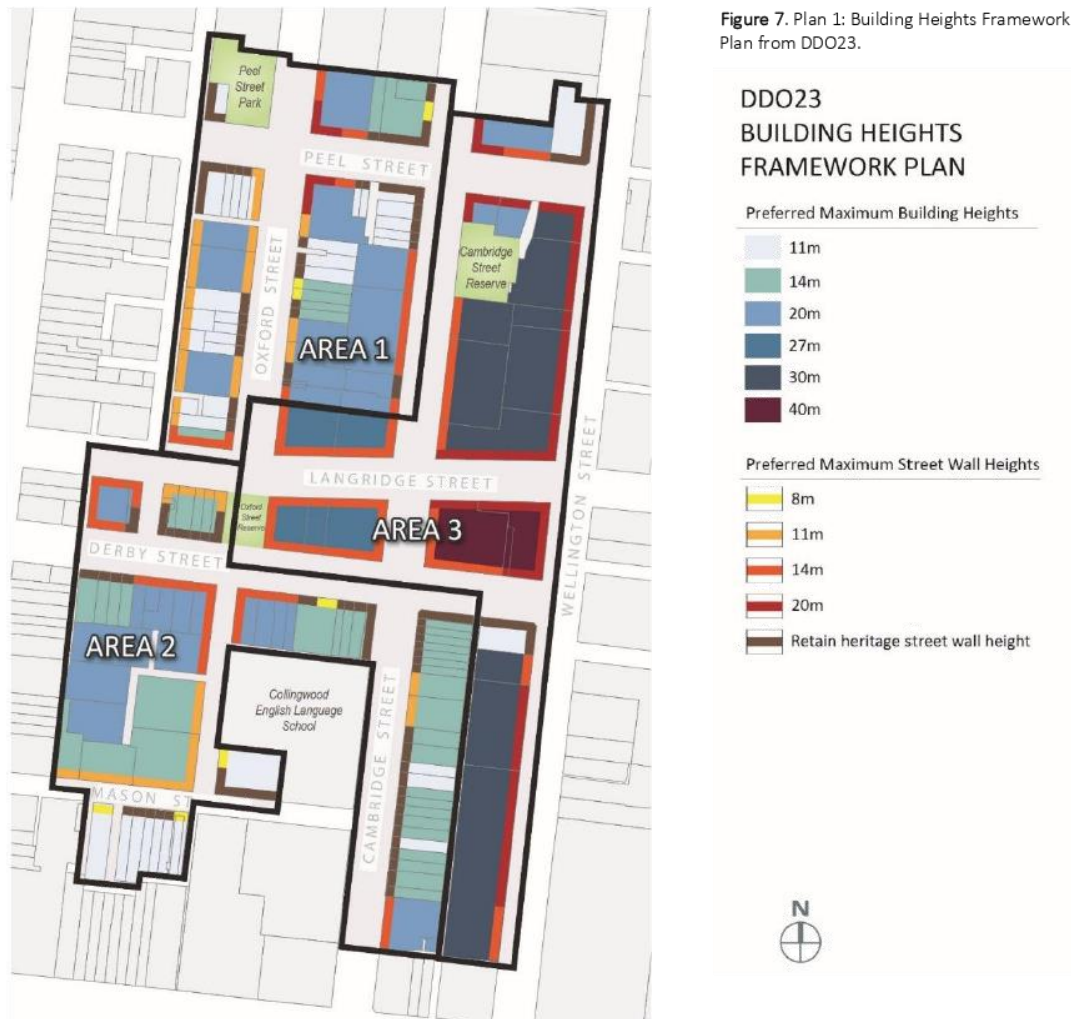 Figure 7. Plan 1: Building Heights Framework
Plan from DDO23.
DDO23
BUILDING HEIGHTS
FRAMEWORK PLAN
Preferred Maximum Building Heights
11m
14m
20m
27m
30m
40m
Preferred Maximum Street Wall Heights
8m
11m
14m
20m
Retain heritage street wall height
N
Peel
Street
Park
PEEL STREET
OXFORD STREET
Cambridge
Street
Reserve
AREA 1
LANGRIDGE STREET
WELLINGTON STREET
Oxford
Street
Reserve
AREA 3
DERBY STREET
AREA 2
Collingwood
English Language
School
CAMBRIDGE STREET
MASON ST